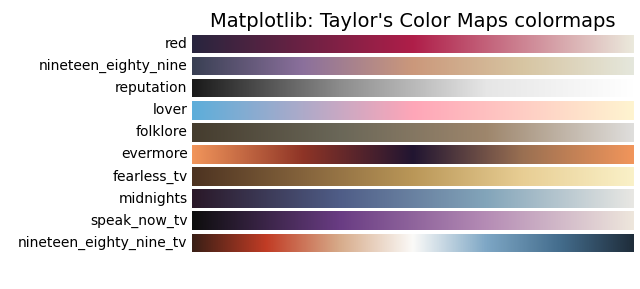 Matplotlib: Taylor's Color Maps colormaps
red
nineteen_eighty_nine
reputation
lover
folklore
evermore
fearless_tv
midnights
speak_now_tv
nineteen_eighty_nine_tv